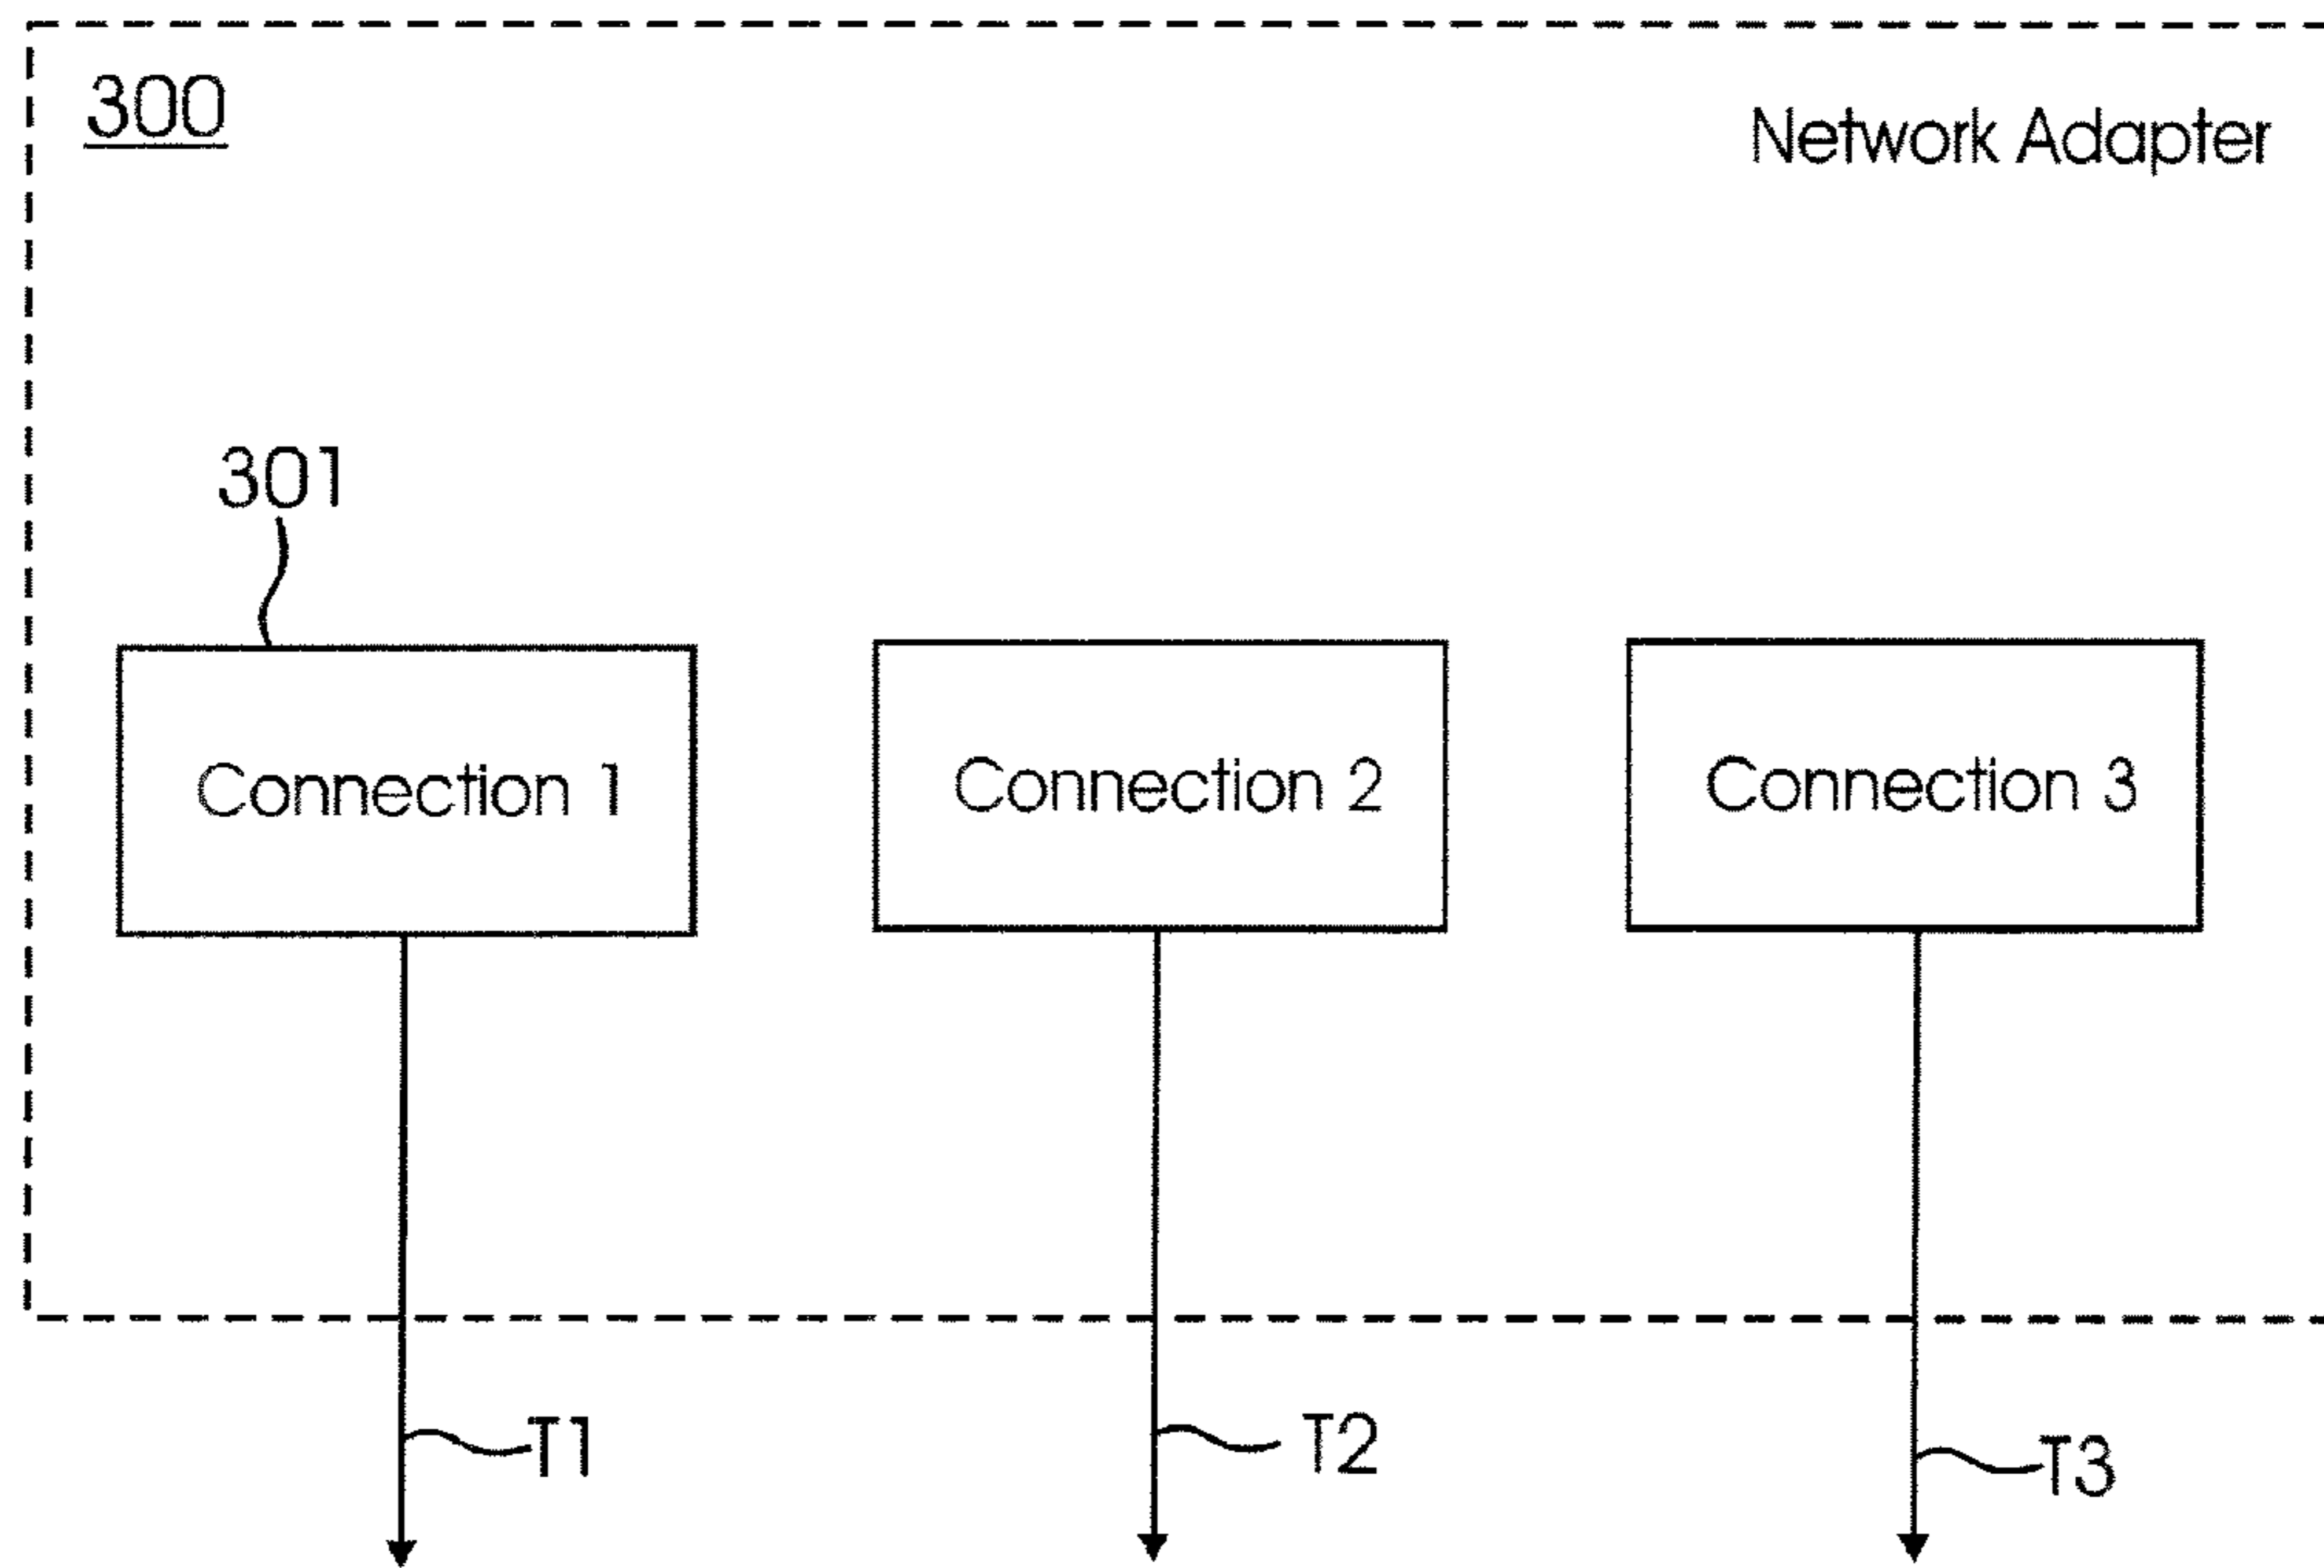 300
Network Adapter
301
Connection 1
Connection 2
Connection 3
T1
T2
T3